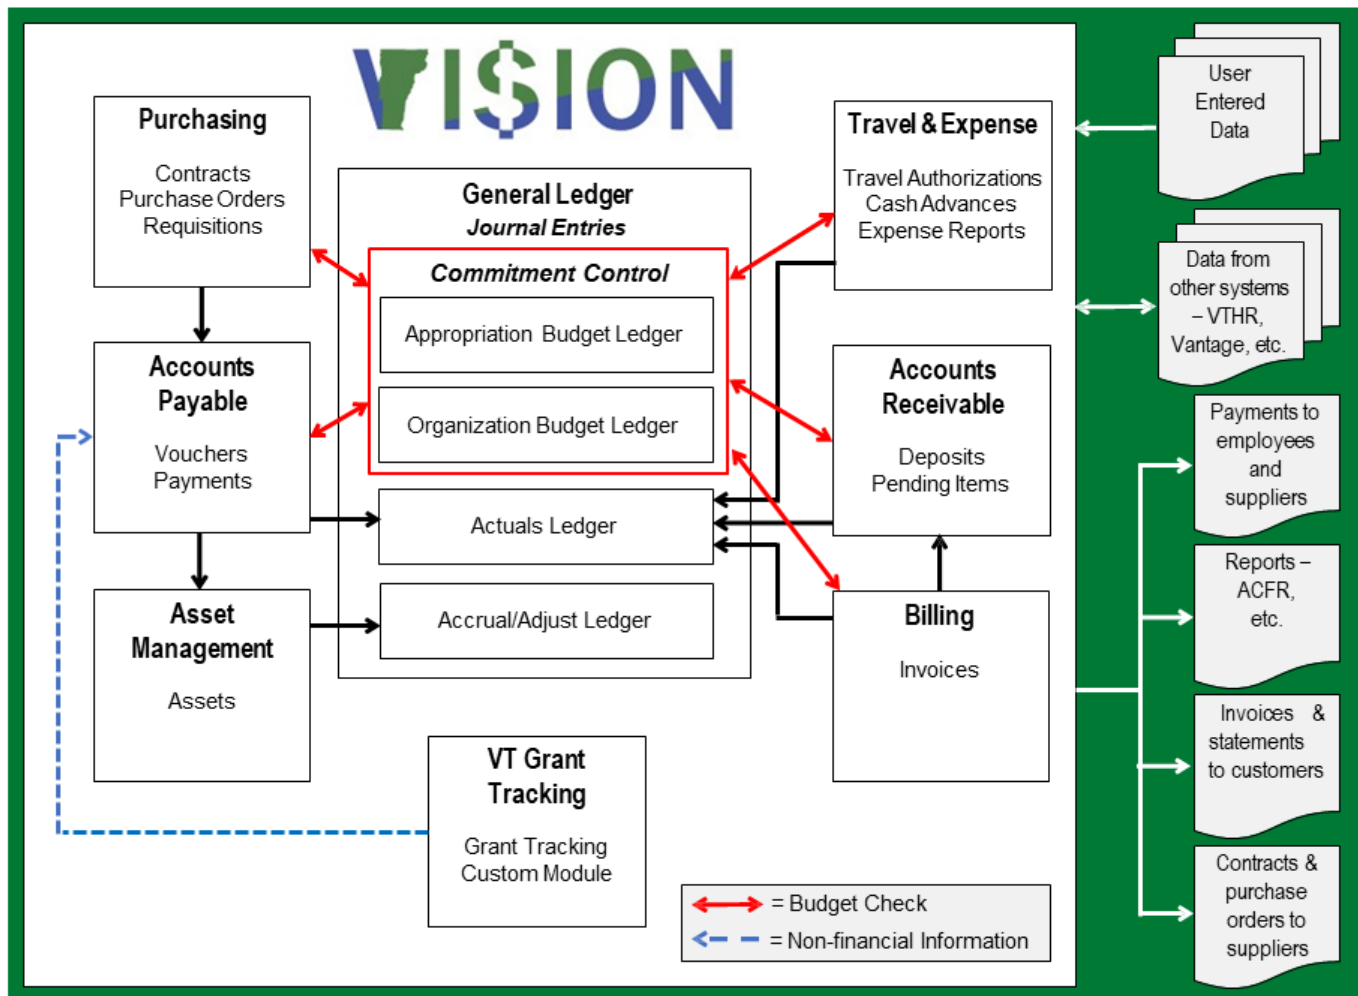 VISION
Purchasing
Contracts
Purchase Orders
Requisitions
Accounts
Payable
Vouchers
Payments
Asset
Management
Assets
General Ledger
Journal Entries
Commitment Control
Appropriation Budget Ledger
Organization Budget Ledger
Actuals Ledger
Accrual/Adjust Ledger
VT Grant
Tracking
Grant Tracking
Custom Module
Travel & Expense
Travel Authorizations
Cash Advances
Expense Reports
Accounts
Receivable
Deposits
Pending Items
Billing
Invoices
= Budget Check
= Non-financial Information
User
Entered
Data
Data from
other systems
– VTHR,
Vantage, etc.
Payments to
employees
and
suppliers
Reports –
ACFR,
etc.
Invoices &
statements
to customers
Contracts &
purchase
orders to
suppliers